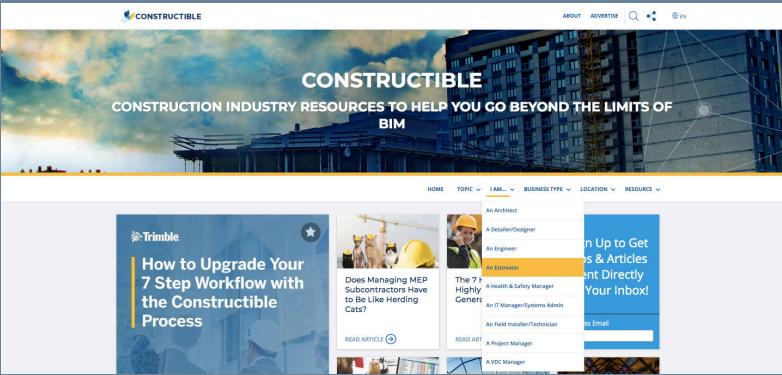 CONSTRUCTIBLE
ABOUT ADVERTISE EN
CONSTRUCTIBLE
CONSTRUCTION INDUSTRY RESOURCES TO HELP YOU GO BEYOND THE LIMITS OF
BIM
HOME TOPIC I AM... BUSINESS TYPE LOCATION RESOURCE
An Architect
A Detailer/Designer
An Engineer
An Estimator
A Health & Safety Manager
An IT Manager/Systems Admin
An Field Installer/Technician
A Project Manager
A VDC Manager
Trimble
How to Upgrade Your
7 Step Workflow with
the Constructible
Process
Does Managing MEP
Subcontractors Have
to Be Like Herding
Cats?
READ ARTICLE
The 7 H
Highly
Genera
READ ART
n Up to Get
s & Articles
nt Directly
Your Inbox!
ss Email